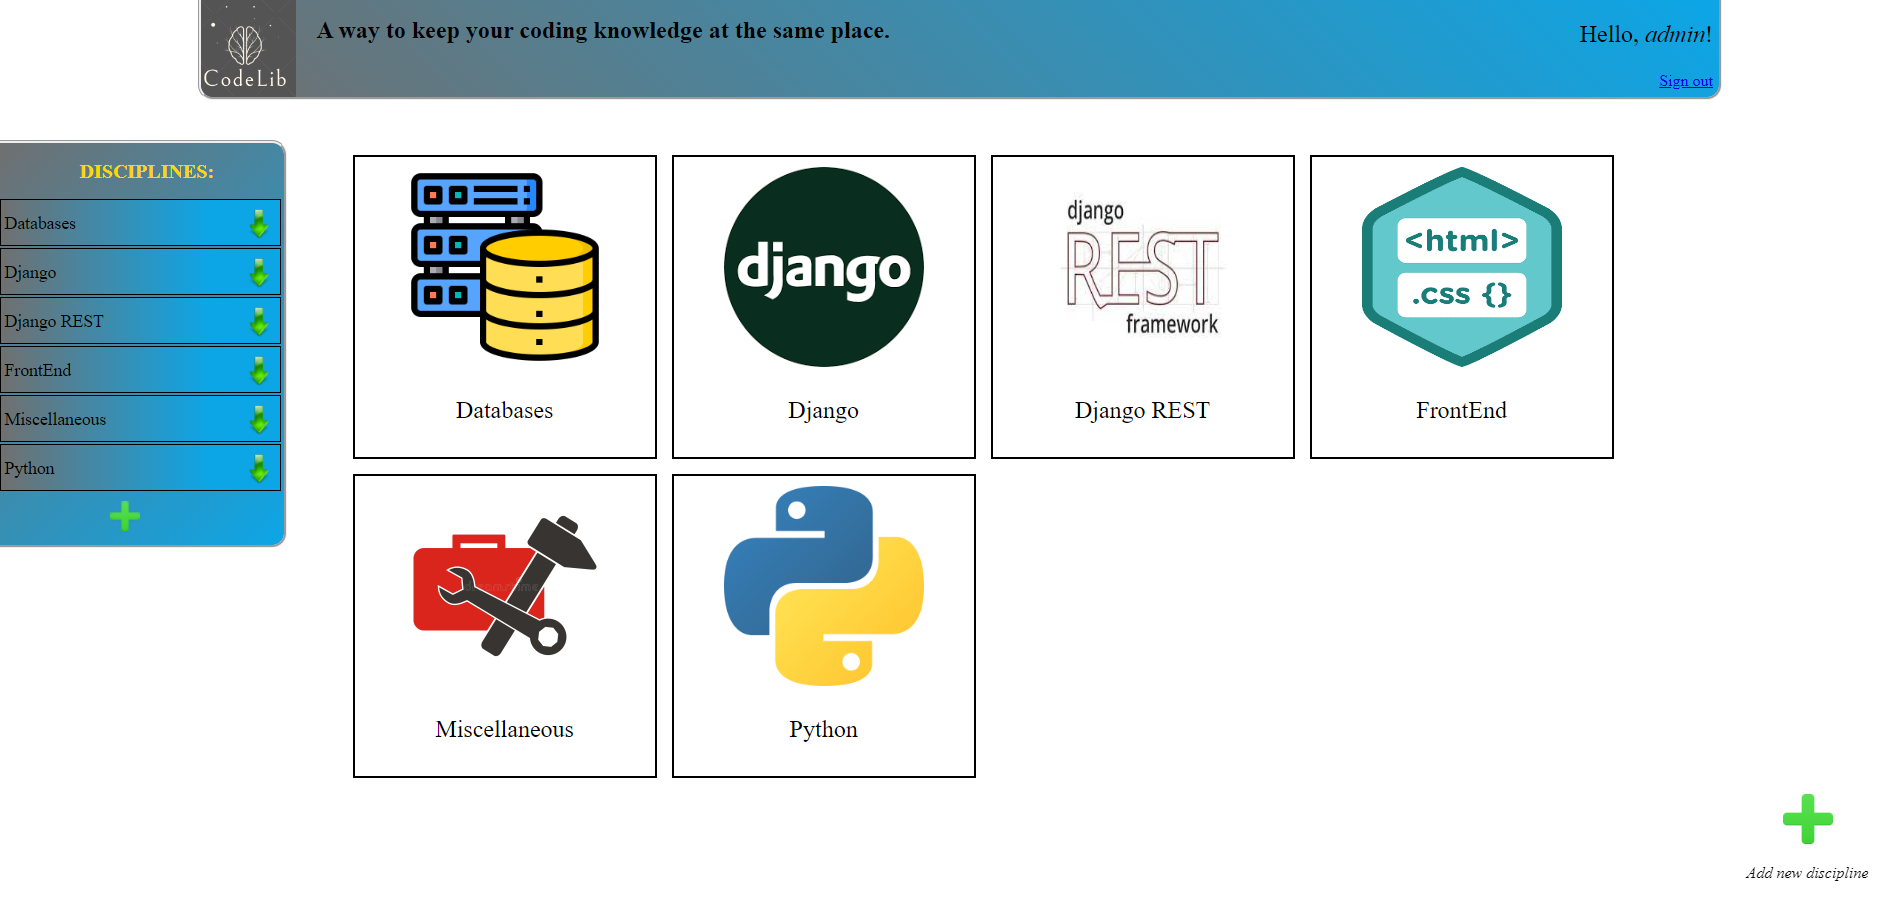 CodeLib
A way to keep your coding knowledge at the same place.
Hello, admin!
Sign out
DISCIPLINES:
Databases
Django
Django REST
FrontEnd
Miscellaneous
Python
django
django
REST
framework
<html>
.css {}
Databases
Django
Django REST
FrontEnd
Miscellaneous
Python
Add new discipline